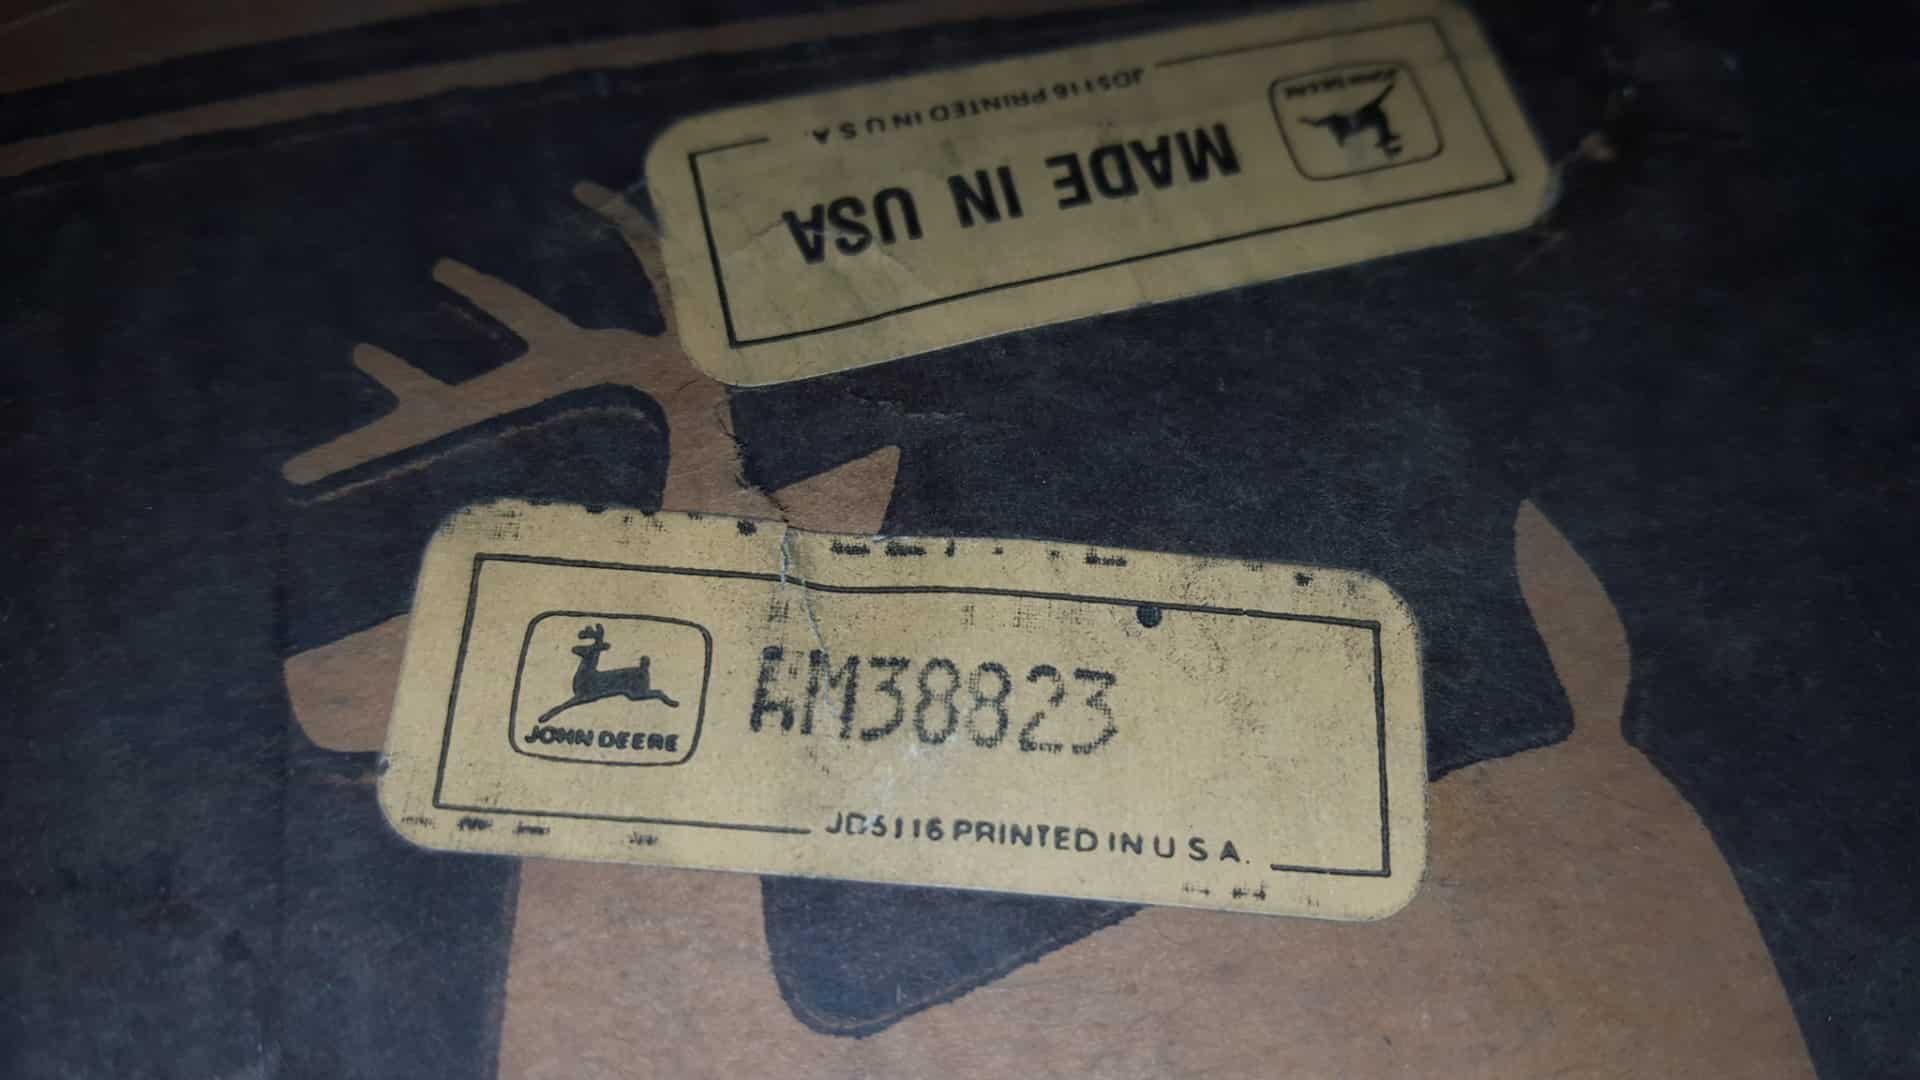 JOHN DEERE
MADE IN USA
JD5116 PRINTED IN U S A.
JOHN DEERE
AM38823
JD5116 PRINTED IN U S A.